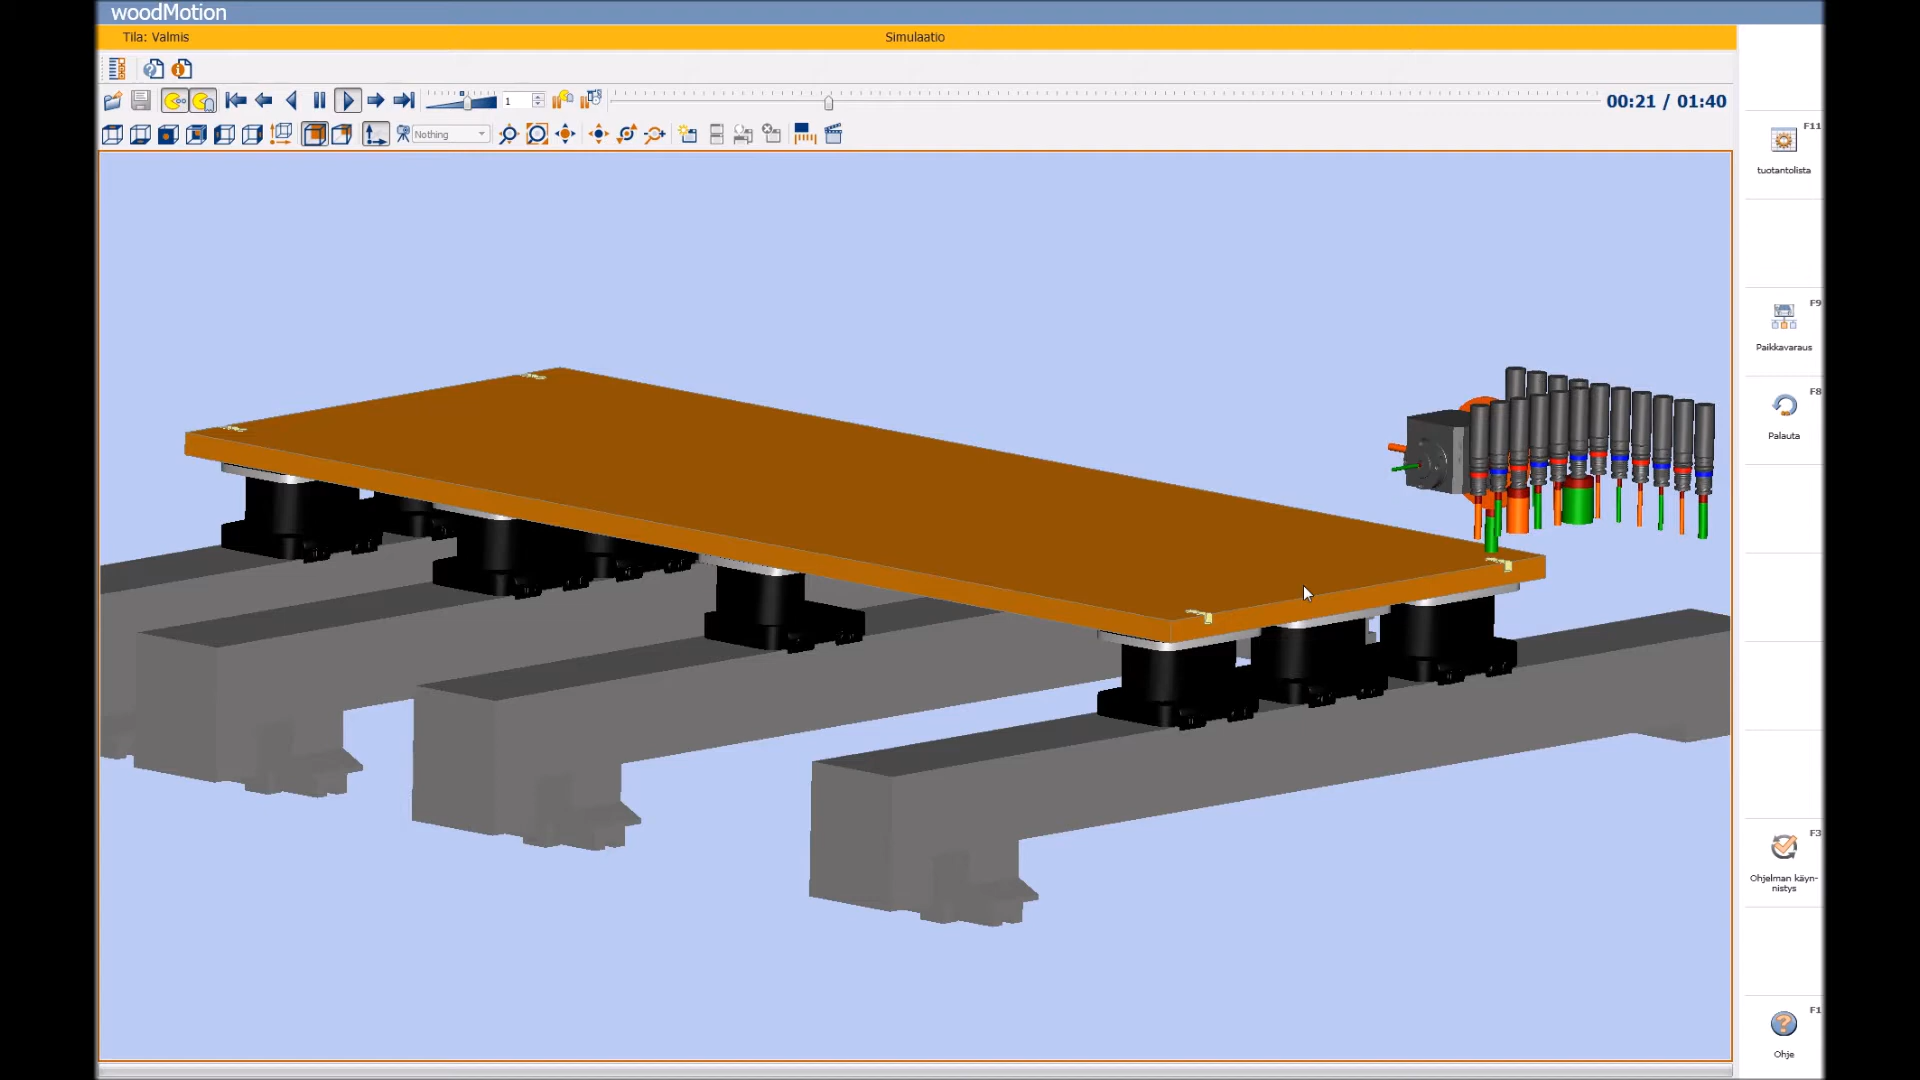 woodMotion
Tila: Valmis
Simulaatio
1
00:21 / 01:40
Nothing
F11
tuotantolista
F9
Paikkavaraus
F8
Palauta
F3
Ohjelman käyn-
nistys
F1
Ohje